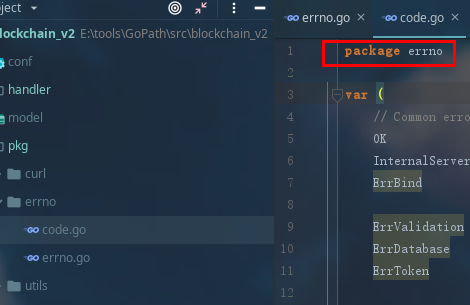 ject
errno.go
code.go
lockchain_v2 E:\tools\GoPath\src\blockchain_v2
conf
handler
model
pkg
curl
errno
code.go
errno.go
utils
1 package errno
2
3 var (
4 // Common erro
5 OK
6 InternalServer
7 ErrBind
8
9 ErrValidation
10 ErrDatabase
11 ErrToken
12